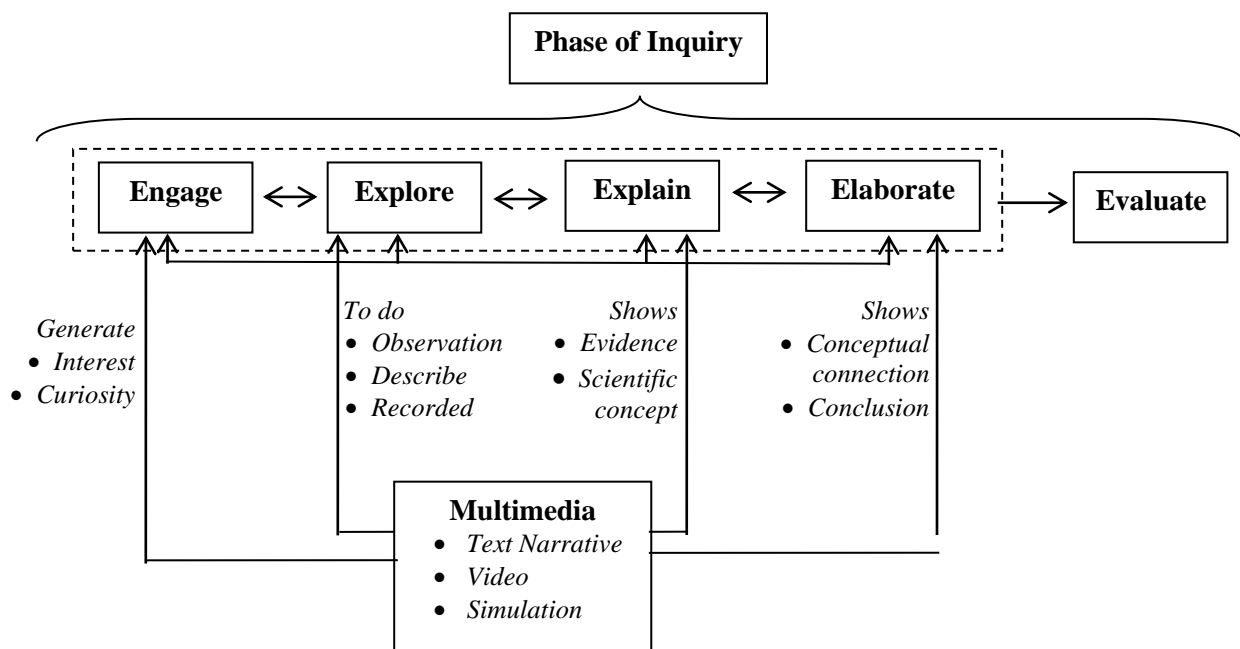 Phase of Inquiry
Engage
Explore
Explain
Elaborate
Evaluate
Generate
• Interest
• Curiosity
To do
• Observation
• Describe
• Recorded
Shows
• Evidence
• Scientific
concept
Shows
• Conceptual
connection
• Conclusion
Multimedia
• Text Narrative
• Video
• Simulation